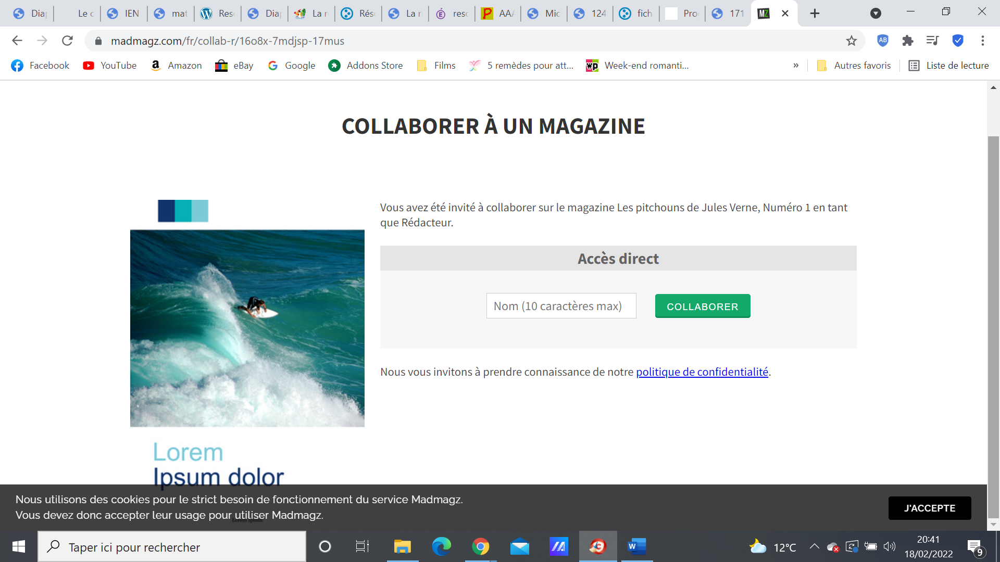 Dia
Le c
IEN
mat
Reso
Diap
La r
Rés
La r
reso
AAA
Mic
124
fich
Pro
171
madmagz.com/fr/collab-r/16o8x-7mdjsp-17mus
Facebook
YouTube
Amazon
eBay
Google
Addons Store
Films
5 remèdes pour att...
Week-end romanti...
»
Autres favoris
Liste de lecture
COLLABORER À UN MAGAZINE
Vous avez été invité à collaborer sur le magazine Les pitchouns de Jules Verne, Numéro 1 en tant
que Rédacteur.
Accès direct
Nom (10 caractères max)
COLLABORER
Nous vous invitons à prendre connaissance de notre politique de confidentialité.
Lorem
Ipsum dolor
Nous utilisons des cookies pour le strict besoin de fonctionnement du service Madmagz.
Vous devez donc accepter leur usage pour utiliser Madmagz.
J'ACCEPTE
Taper ici pour rechercher
12°C
20:41
18/02/2022
9